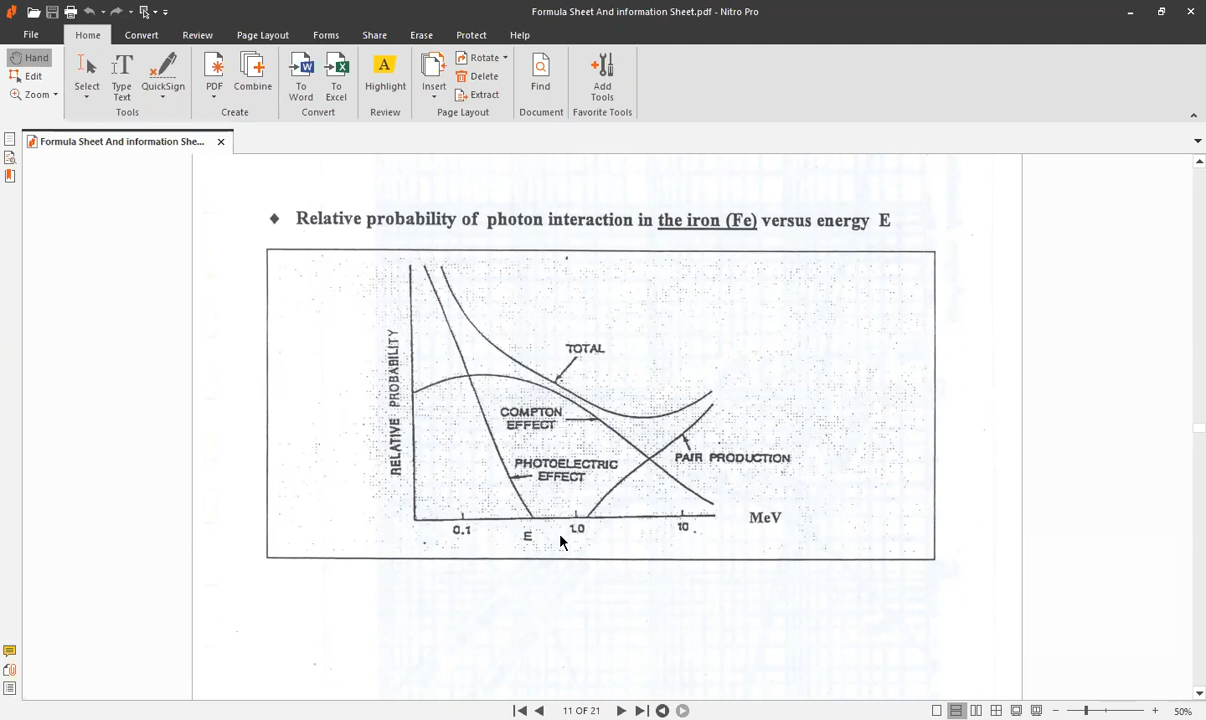 Formula Sheet And information Sheet.pdf - Nitro Pro
File Home Convert Review Page Layout Forms Share Erase Protect Help
Hand
Edit
Zoom
Select
Type Text
QuickSign
Tools
PDF
Combine
Create
To Word
To Excel
Convert
Highlight
Review
Insert
Rotate
Delete
Extract
Page Layout
Find
Document
Add Tools
Favorite Tools
Formula Sheet And information She...
♦ Relative probability of photon interaction in the iron (Fe) versus energy E
RELATIVE PROBABILITY
TOTAL
COMPTON
EFFECT
PHOTOELECTRIC
EFFECT
PAIR PRODUCTION
0.1
E
1.0
10
MeV
11 OF 21
50%